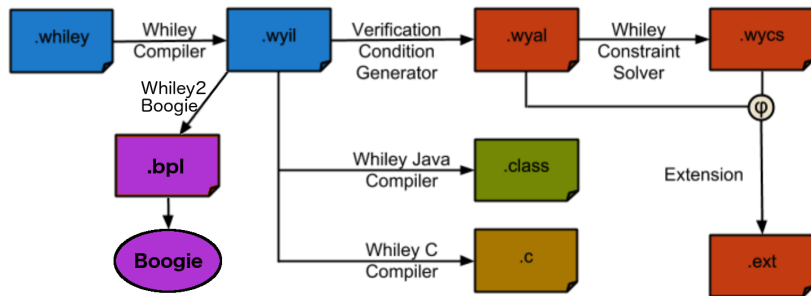 .whiley
Whiley
Compiler
.wyil
Verification
Condition
Generator
.wyal
Whiley
Constraint
Solver
.wycs
Whiley2
Boogie
φ
.bpl
Whiley Java
Compiler
.class
Extension
Boogie
Whiley C
Compiler
.c
.ext